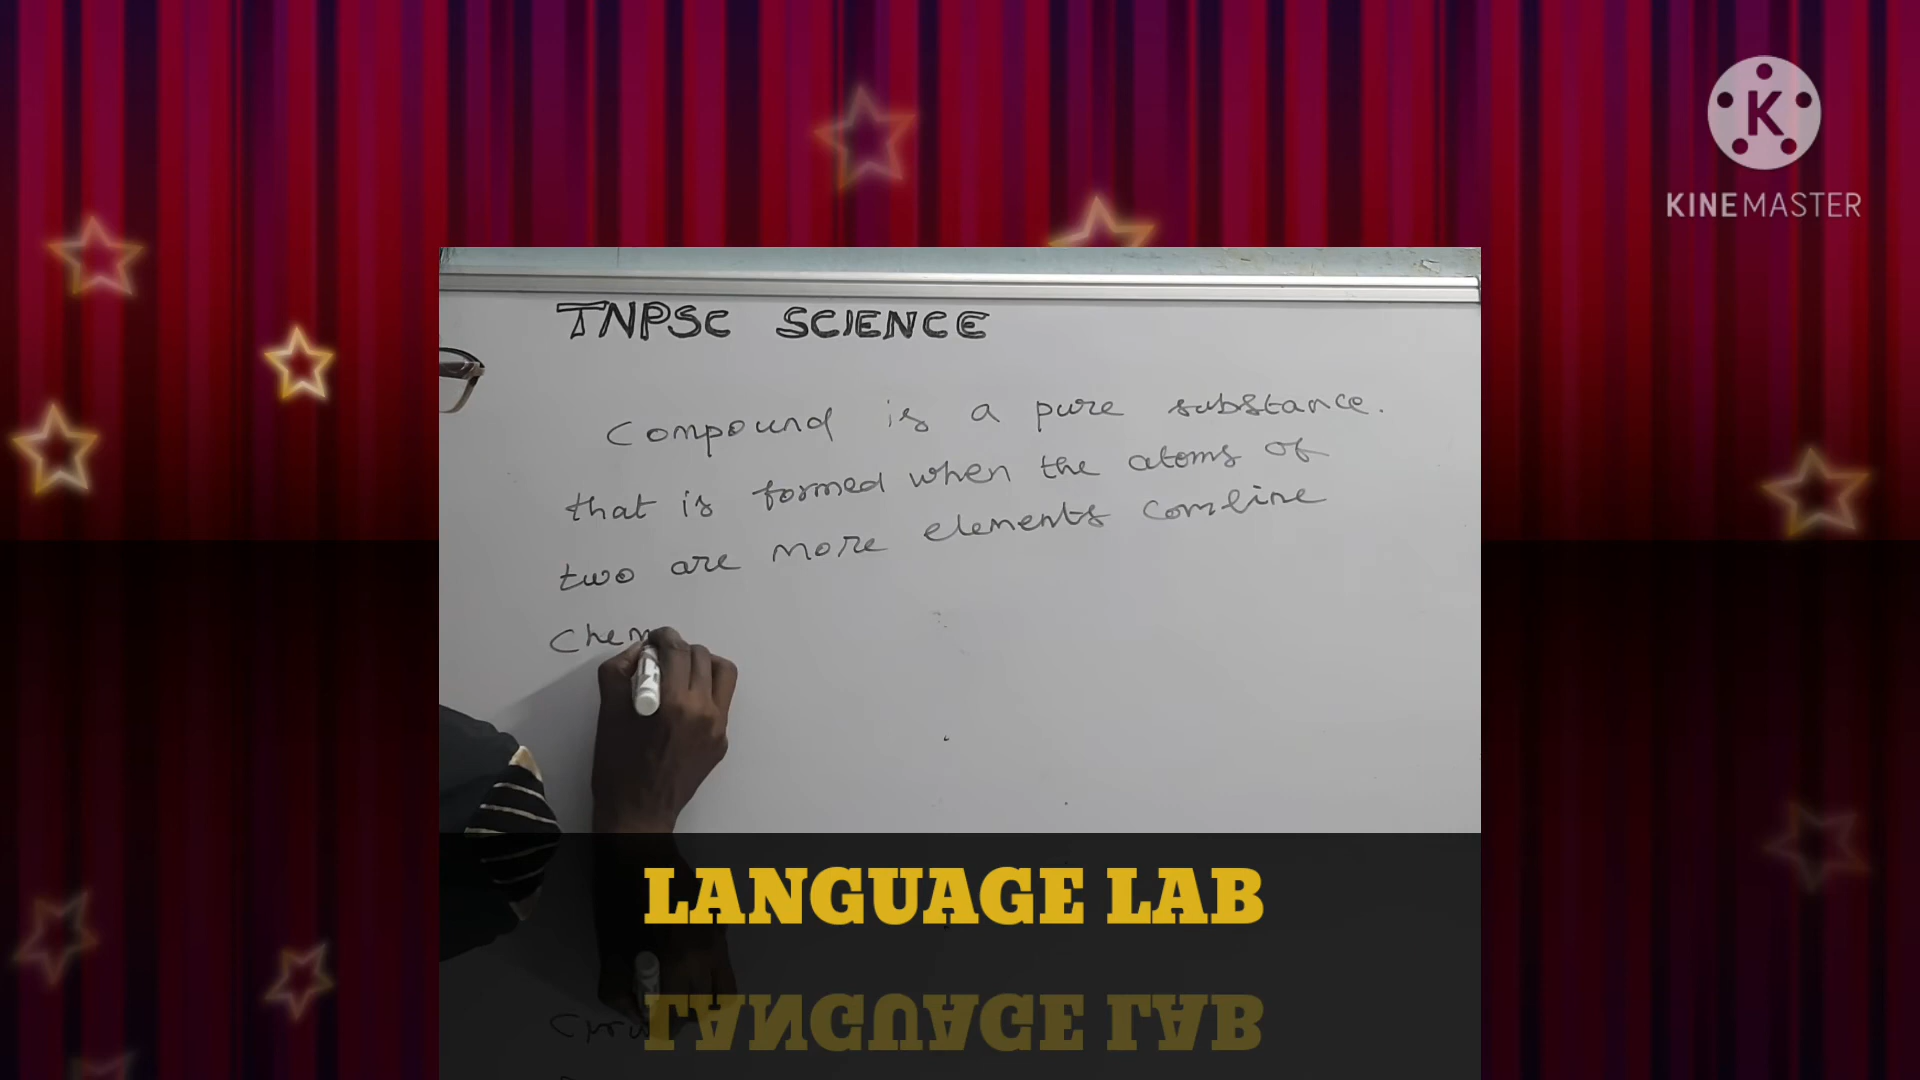 KINEMASTER
TNPSC SCIENCE
Compound is a pure substance.
that is formed when the atoms of
two are more elements combine
Chem
LANGUAGE LAB